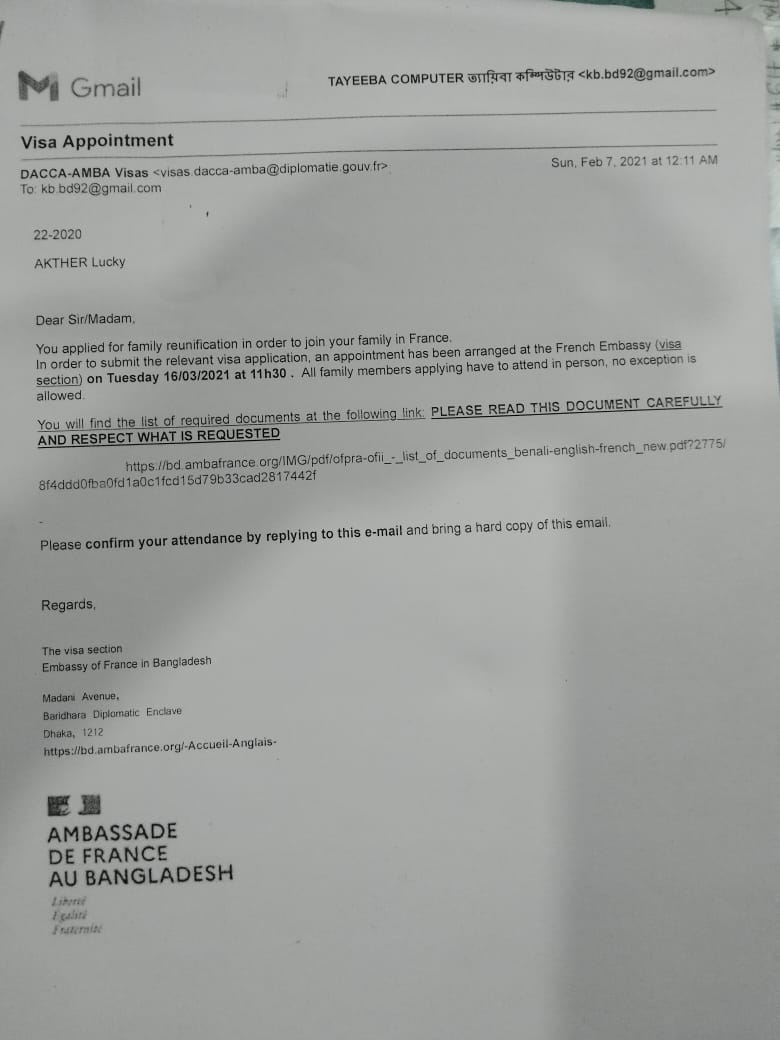 Gmail
TAYEEBA COMPUTER ত্যায়িবা কম্পিউটার <kb.bd92@gmail.com>
Visa Appointment
DACCA-AMBA Visas <visas.dacca-amba@diplomatie.gouv.fr>
Sun, Feb 7, 2021 at 12:11 AM
To: kb.bd92@gmail.com
22-2020
AKTHER Lucky
Dear Sir/Madam,
You applied for family reunification in order to join your family in France.
In order to submit the relevant visa application, an appointment has been arranged at the French Embassy (visa
section) on Tuesday 16/03/2021 at 11h30 . All family members applying have to attend in person, no exception is
allowed.
You will find the list of required documents at the following link: PLEASE READ THIS DOCUMENT CAREFULLY
AND RESPECT WHAT IS REQUESTED
https://bd.ambafrance.org/IMG/pdf/ofpra-ofii_-_list_of_documents_benali-english-french_new.pdf?2775/
8f4ddd0fba0fd1a0c1fcd15d79b33cad2817442f
-
Please confirm your attendance by replying to this e-mail and bring a hard copy of this email.
Regards,
The visa section
Embassy of France in Bangladesh
Madani Avenue,
Baridhara Diplomatic Enclave
Dhaka, 1212
https://bd.ambafrance.org/-Accueil-Anglais-
AMBASSADE
DE FRANCE
AU BANGLADESH
Liberté
Égalité
Fraternité